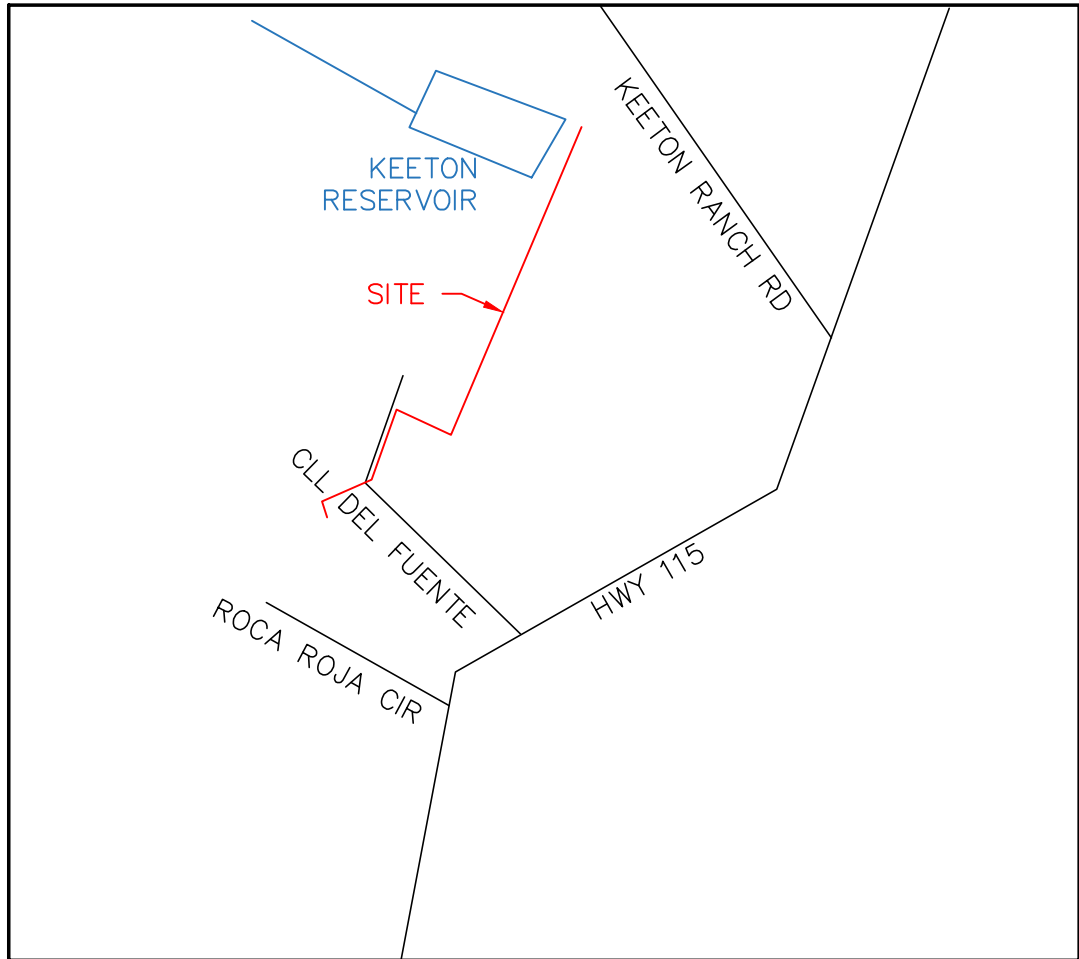 KEETON RANCH RD
KEETON
RESERVOIR
SITE
CLL DEL FUENTE
HWY 115
ROCA ROJA CIR